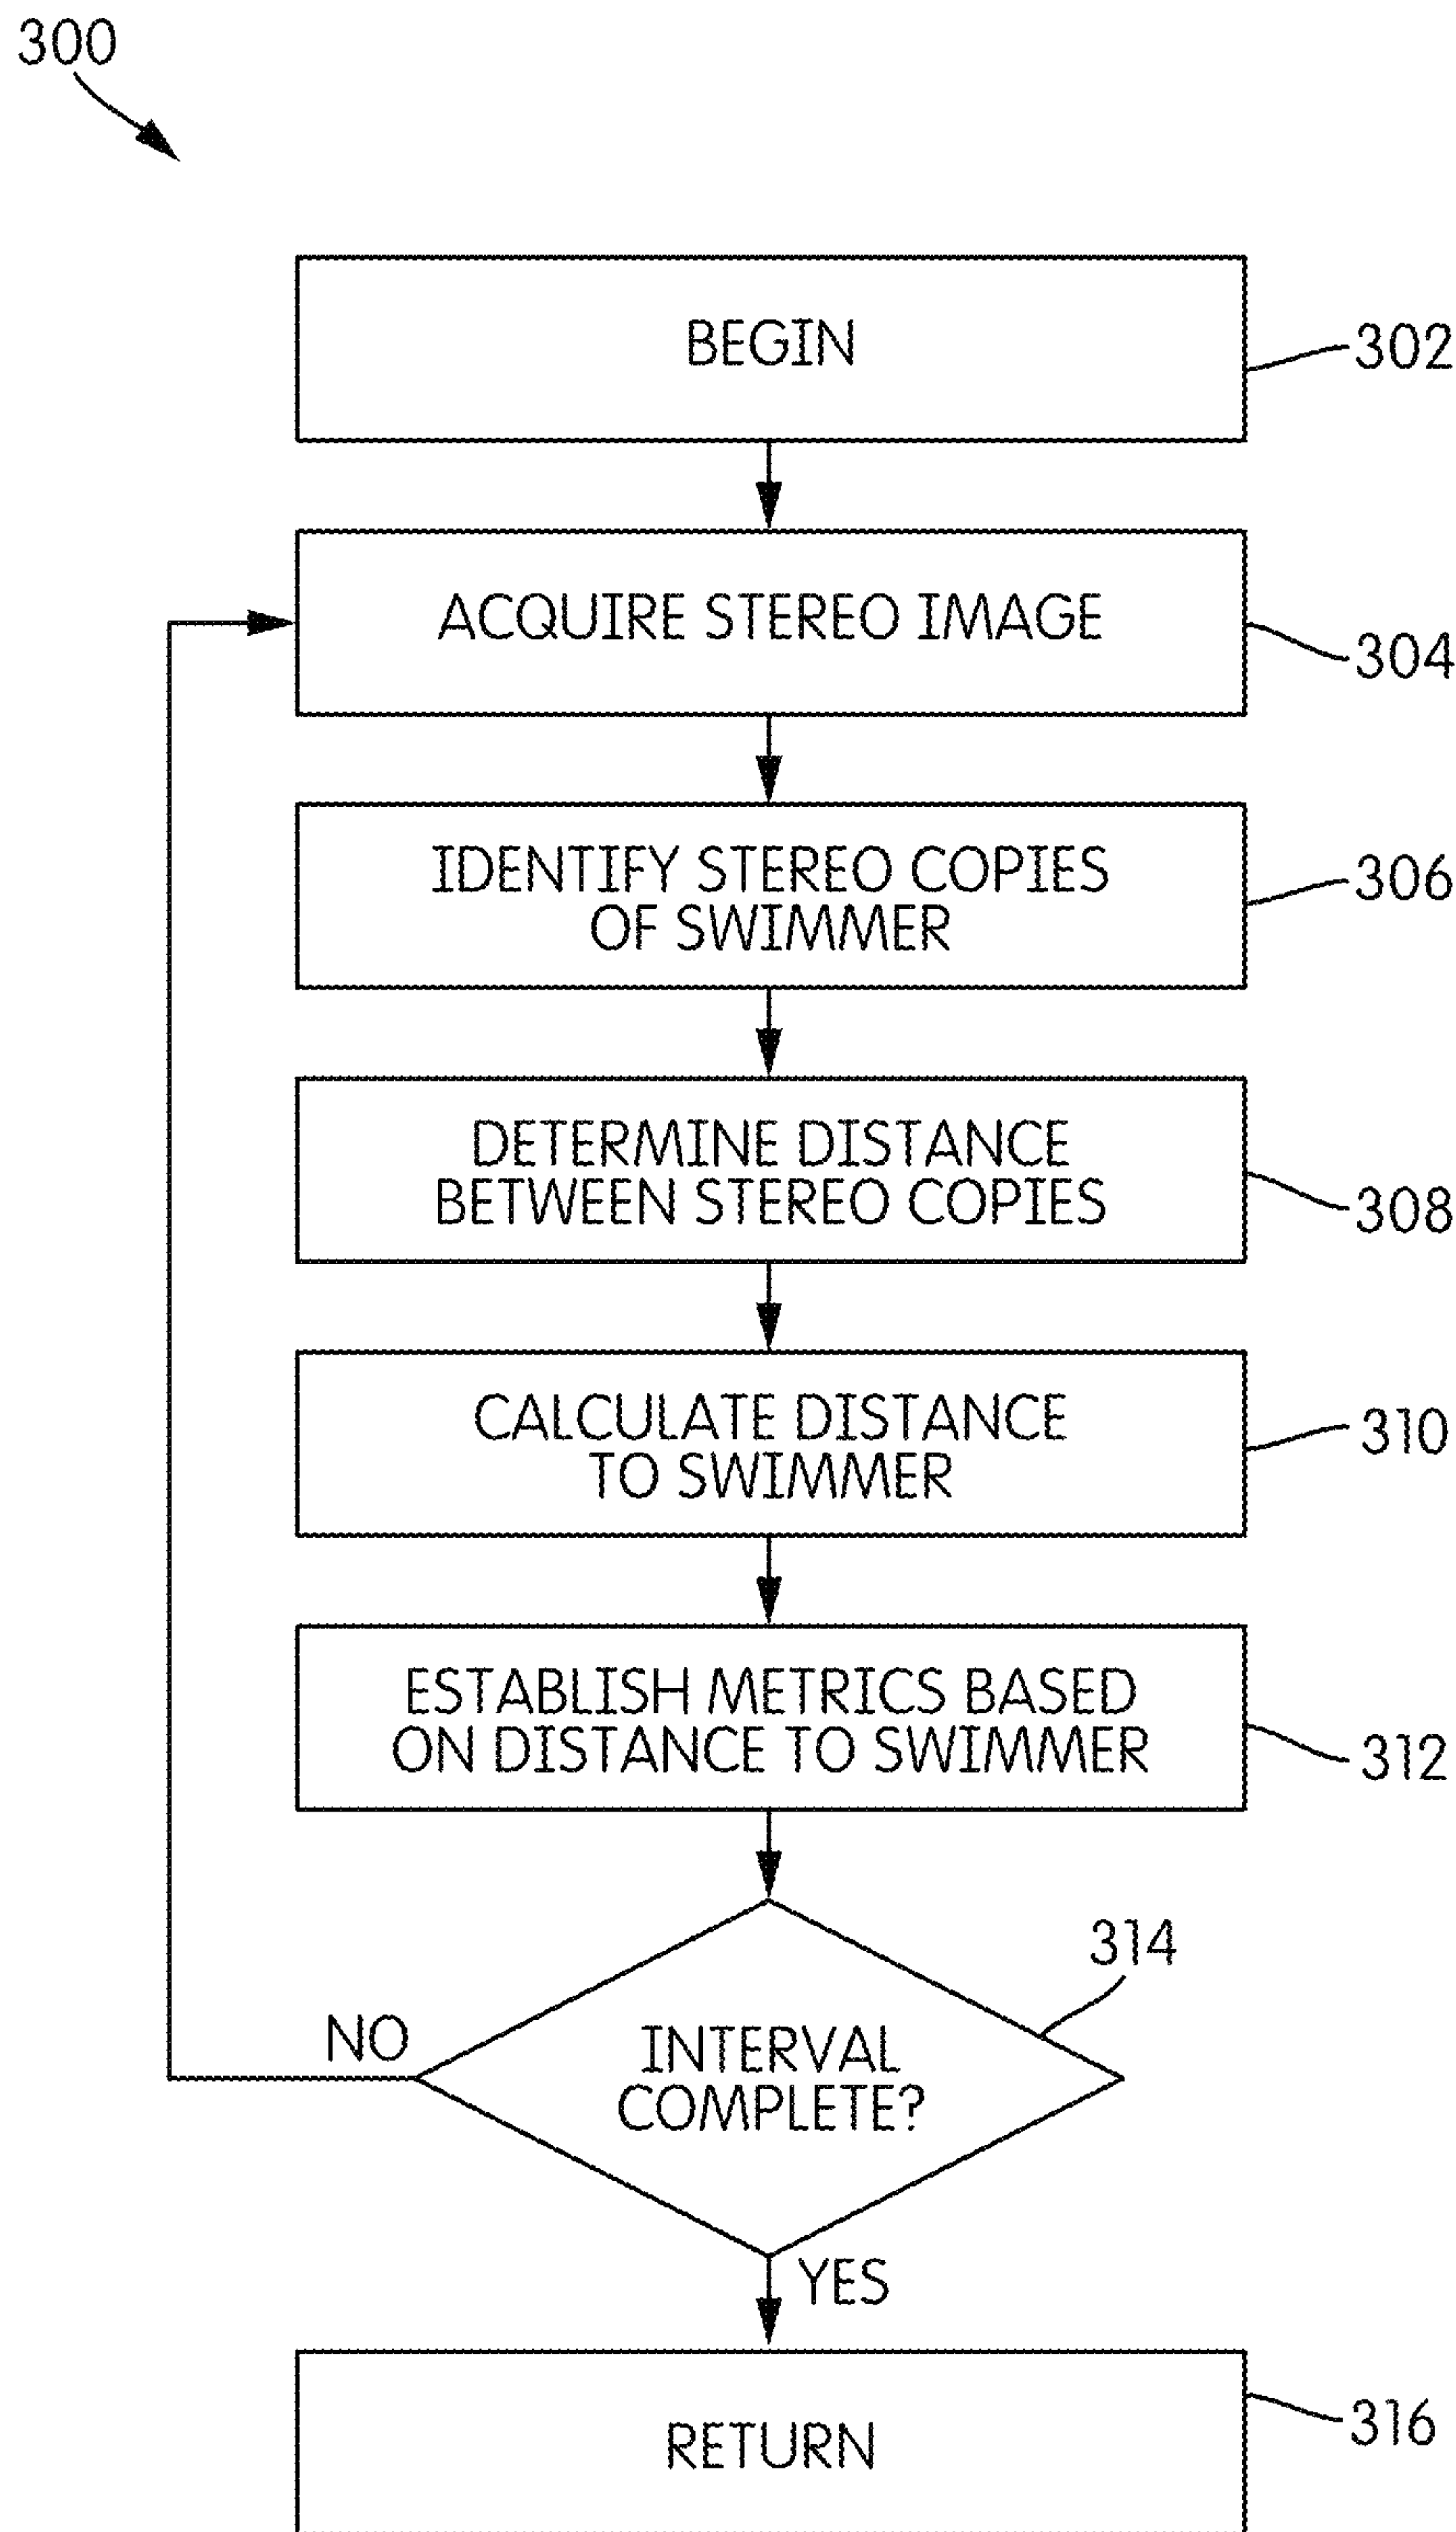 300
BEGIN
302
ACQUIRE STEREO IMAGE
304
IDENTIFY STEREO COPIES
OF SWIMMER
306
DETERMINE DISTANCE
BETWEEN STEREO COPIES
308
CALCULATE DISTANCE
TO SWIMMER
310
ESTABLISH METRICS BASED
ON DISTANCE TO SWIMMER
312
314
NO
INTERVAL
COMPLETE?
YES
RETURN
316